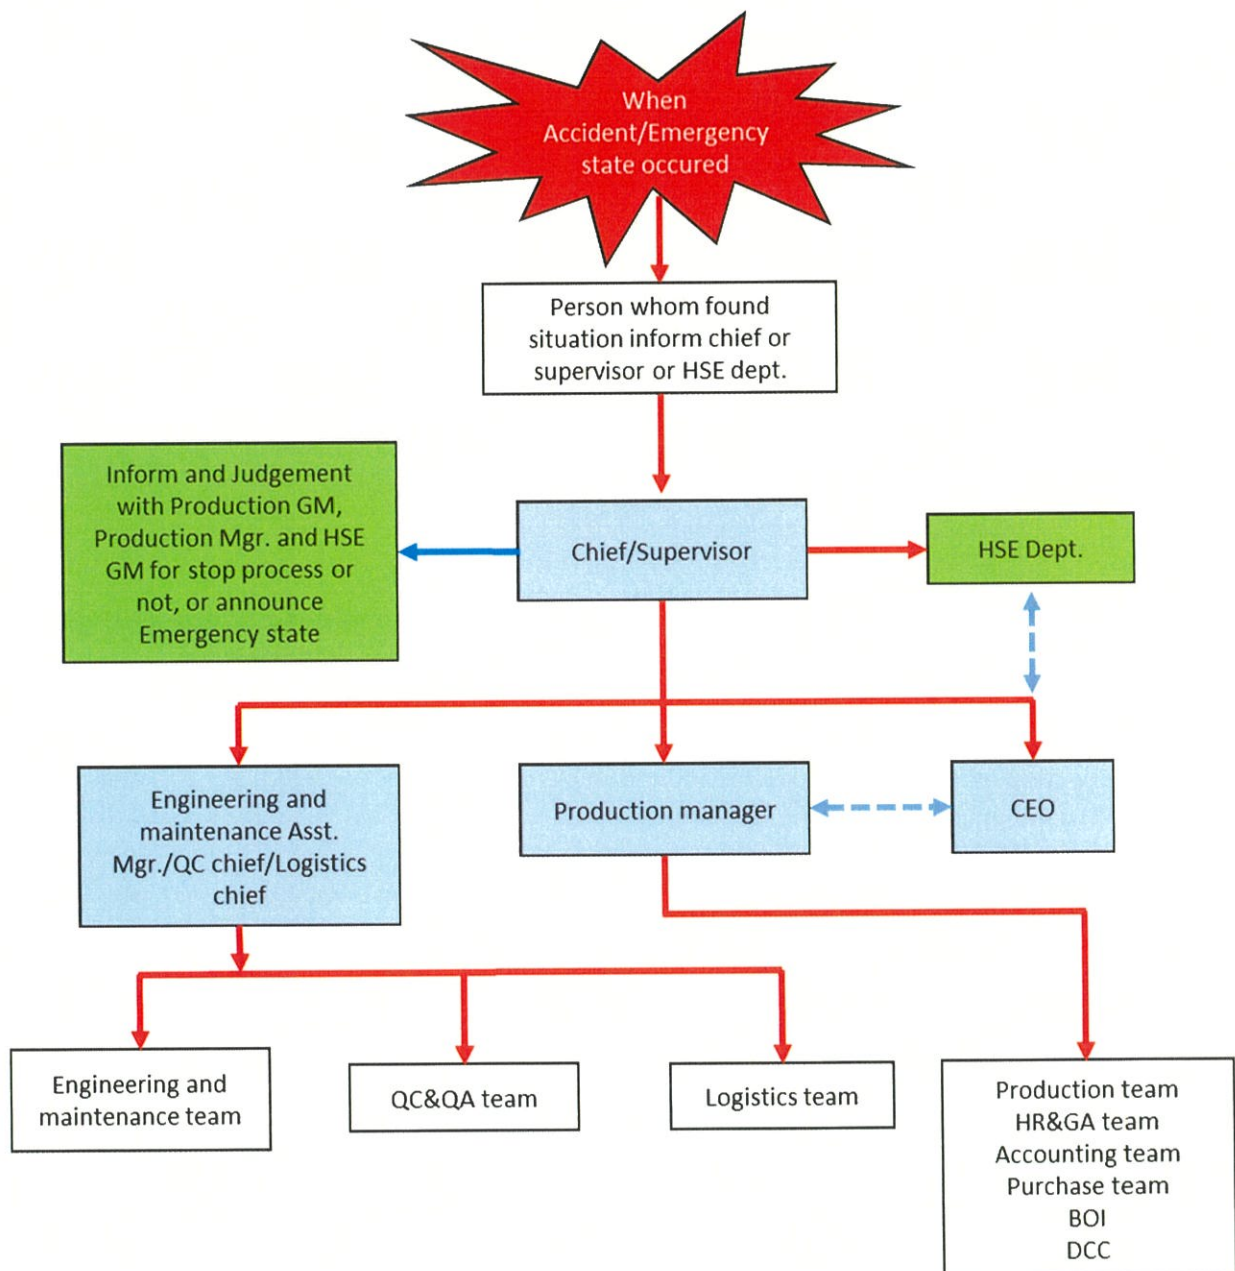 When
Accident/Emergency
state occured
Person whom found
situation inform chief or
supervisor or HSE dept.
Inform and Judgement
with Production GM,
Production Mgr. and HSE
GM for stop process or
not, or announce
Emergency state
Chief/Supervisor
HSE Dept.
Engineering and
maintenance Asst.
Mgr./QC chief/Logistics
chief
Production manager
CEO
Engineering and
maintenance team
QC&QA team
Logistics team
Production team
HR&GA team
Accounting team
Purchase team
BOI
DCC